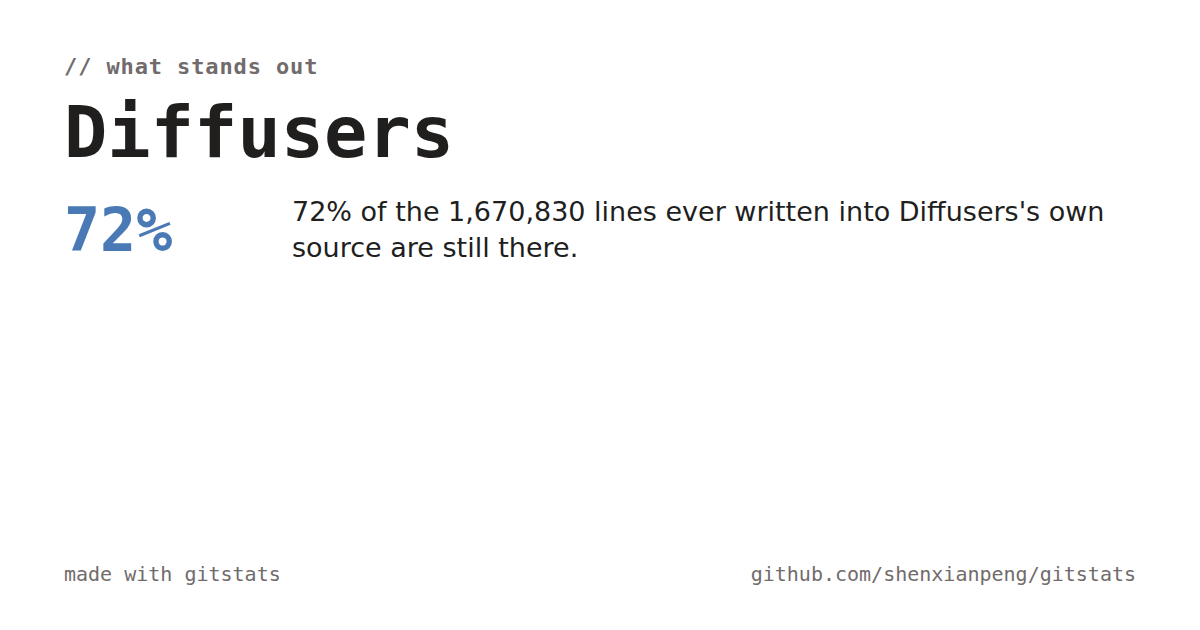 // what stands out
Diffusers
72%
72% of the 1,670,830 lines ever written into Diffusers's own
source are still there.
made with gitstats
github.com/shenxianpeng/gitstats